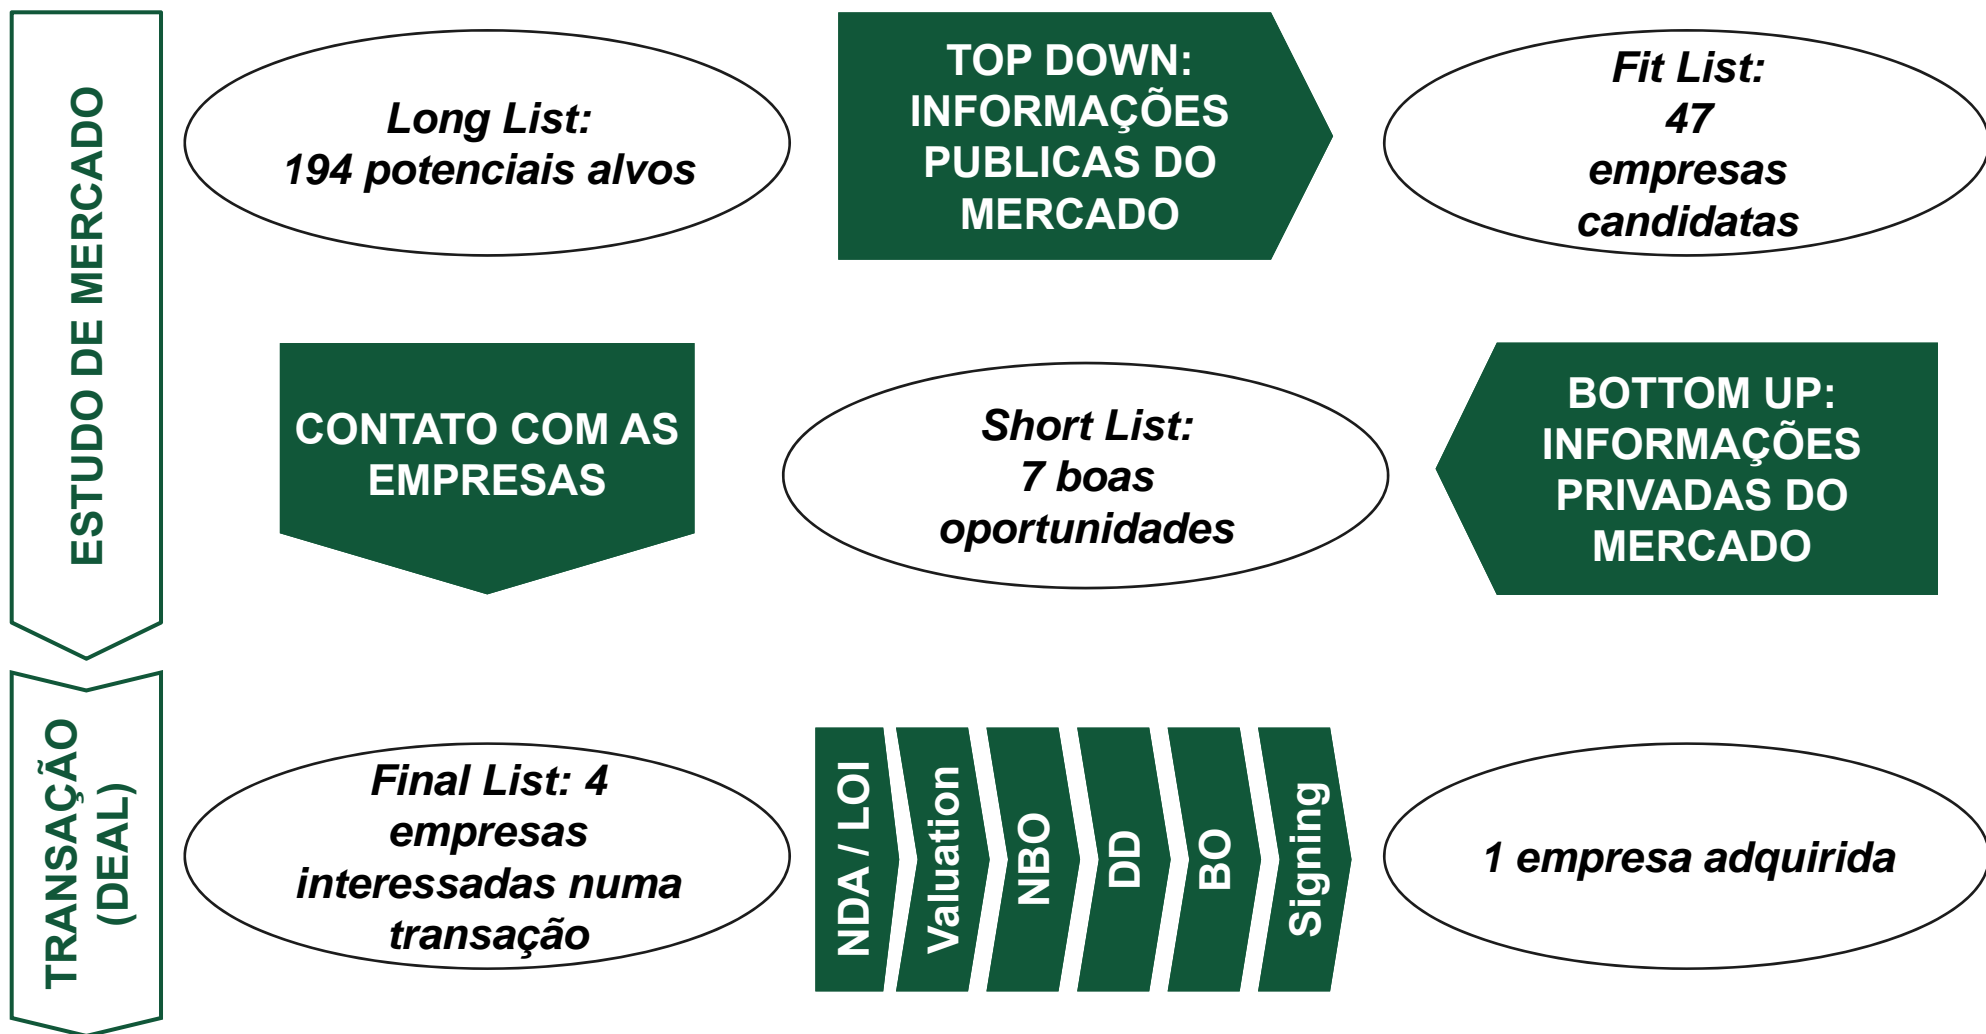 ESTUDO DE MERCADO
Long List:
194 potenciais alvos
TOP DOWN:
INFORMAÇÕES
PUBLICAS DO
MERCADO
Fit List:
47
empresas
candidatas
CONTATO COM AS
EMPRESAS
Short List:
7 boas
oportunidades
BOTTOM UP:
INFORMAÇÕES
PRIVADAS DO
MERCADO
TRANSAÇÃO
(DEAL)
Final List: 4
empresas
interessadas numa
transação
NDA / LOI
Valuation
NBO
DD
BO
Signing
1 empresa adquirida